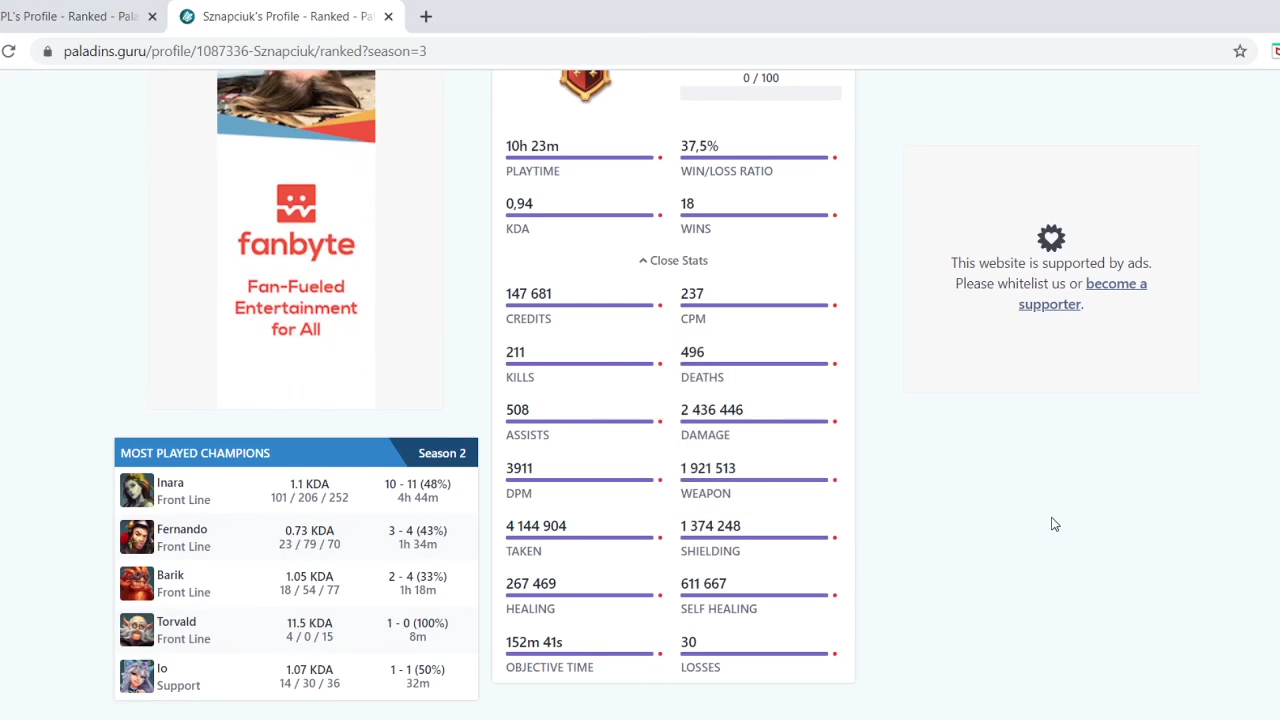 PL's Profile - Ranked - Pala
Sznapciuk's Profile - Ranked - Pal
paladins.guru/profile/1087336-Sznapciuk/ranked?season=3
0 / 100
10h 23m
37,5%
PLAYTIME
WIN/LOSS RATIO
0,94
18
KDA
WINS
Close Stats
147 681
237
CREDITS
CPM
211
496
KILLS
DEATHS
508
2 436 446
ASSISTS
DAMAGE
3911
1 921 513
DPM
WEAPON
4 144 904
1 374 248
TAKEN
SHIELDING
267 469
611 667
HEALING
SELF HEALING
152m 41s
30
OBJECTIVE TIME
LOSSES
fanbyte
Fan-Fueled
Entertainment
for All
MOST PLAYED CHAMPIONS
Season 2
Inara
1.1 KDA
10 - 11 (48%)
Front Line
101 / 206 / 252
4h 44m
Fernando
0.73 KDA
3 - 4 (43%)
Front Line
23 / 79 / 70
1h 34m
Barik
1.05 KDA
2 - 4 (33%)
Front Line
18 / 54 / 77
1h 18m
Torvald
11.5 KDA
1 - 0 (100%)
Front Line
4 / 0 / 15
8m
Io
1.07 KDA
1 - 1 (50%)
Support
14 / 30 / 36
32m
This website is supported by ads.
Please whitelist us or become a
supporter.